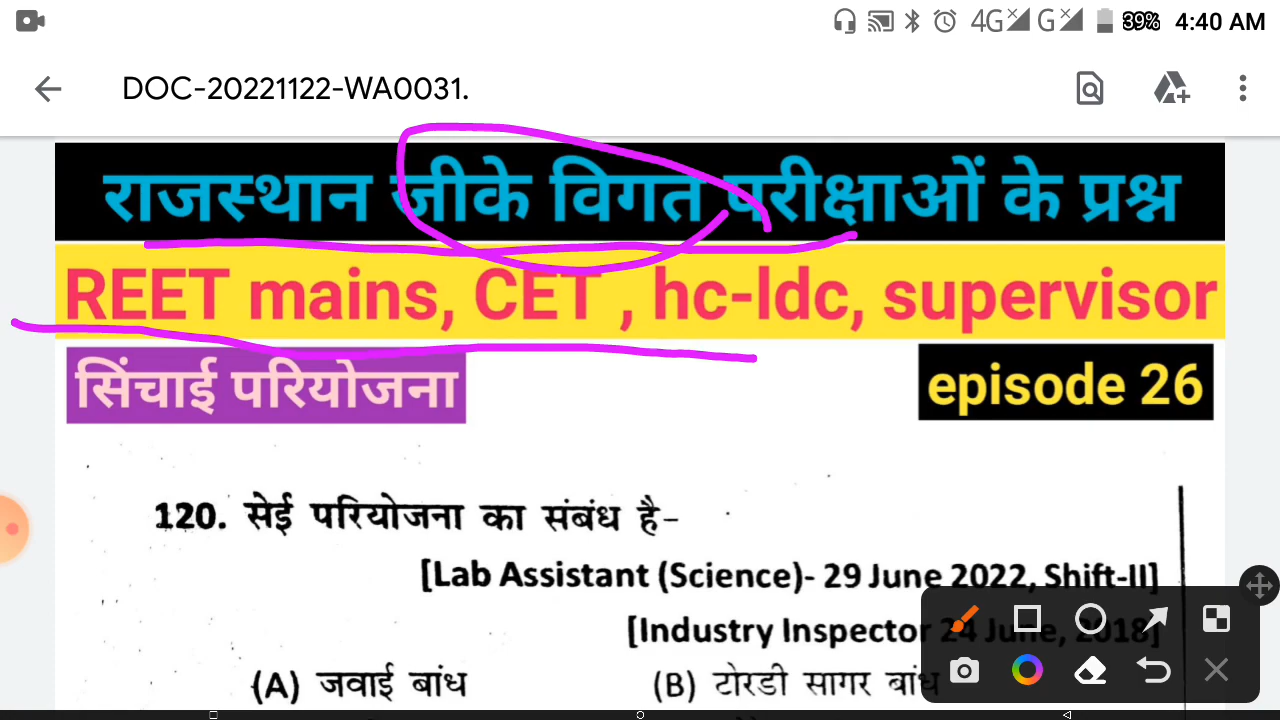 4G G 39% 4:40 AM
DOC-20221122-WA0031.
राजस्थान जीके विगत परीक्षाओं के प्रश्न
REET mains, CET , hc-ldc, supervisor
सिंचाई परियोजना
episode 26
120. सेई परियोजना का संबंध है-
[Lab Assistant (Science)- 29 June 2022, Shift-II]
[Industry Inspector 24 June, 2018]
(A) जवाई बांध (B) टोरडी सागर बांध